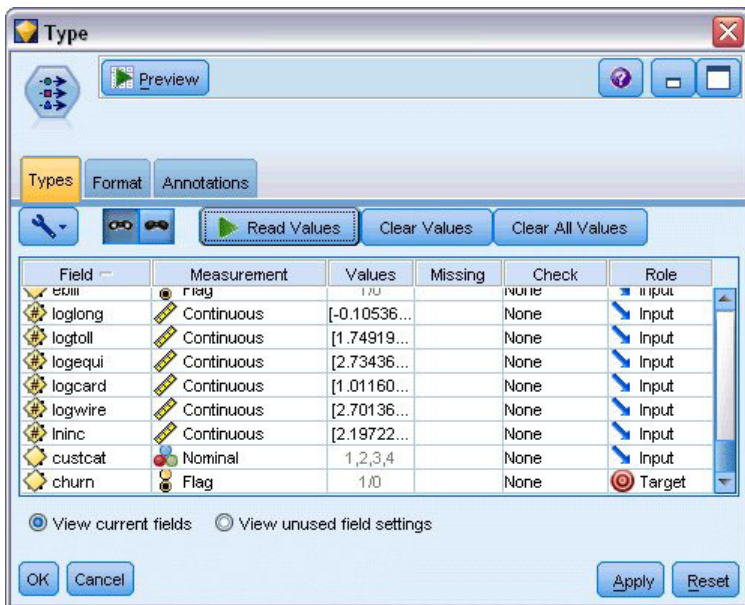 Type
Preview
Types Format Annotations
Read Values Clear Values Clear All Values
Field Measurement Values Missing Check Role
ebill Flag 1/0 None Input
loglong Continuous [-0.10536... None Input
logtoll Continuous [1.74919... None Input
logequi Continuous [2.73436... None Input
logcard Continuous [1.01160... None Input
logwire Continuous [2.70136... None Input
lninc Continuous [2.19722... None Input
custcat Nominal 1,2,3,4 None Input
churn Flag 1/0 None Target
View current fields View unused field settings
OK Cancel Apply Reset